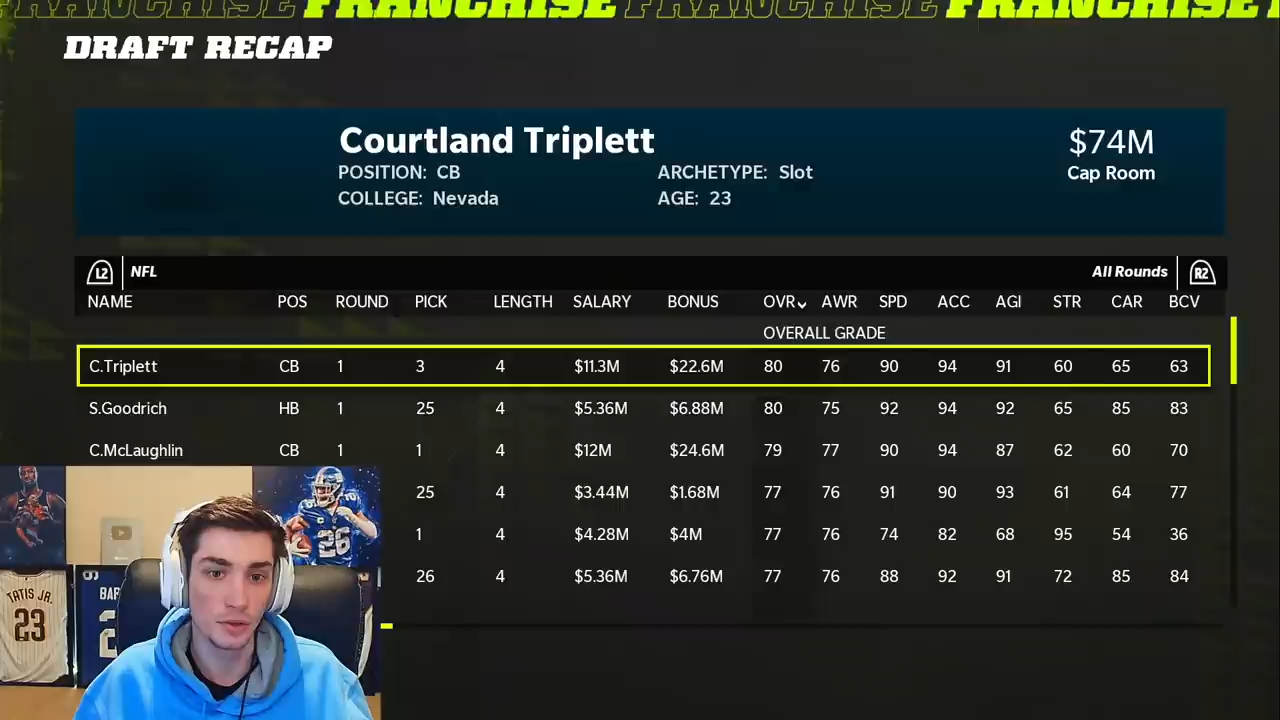 FRANCHISE FRANCHISE FRANCHISE FRANCHISE
DRAFT RECAP
Courtland Triplett
POSITION: CB
ARCHETYPE: Slot
COLLEGE: Nevada
AGE: 23
$74M
Cap Room
L2 NFL All Rounds R2
NAME POS ROUND PICK LENGTH SALARY BONUS OVR AWR SPD ACC AGI STR CAR BCV
OVERALL GRADE
C.Triplett CB 1 3 4 $11.3M $22.6M 80 76 90 94 91 60 65 63
S.Goodrich HB 1 25 4 $5.36M $6.88M 80 75 92 94 92 65 85 83
C.McLaughlin CB 1 1 4 $12M $24.6M 79 77 90 94 87 62 60 70
25 4 $3.44M $1.68M 77 76 91 90 93 61 64 77
1 4 $4.28M $4M 77 76 74 82 68 95 54 36
26 4 $5.36M $6.76M 77 76 88 92 91 72 85 84
26
TATIS JR.
23
BAR
2